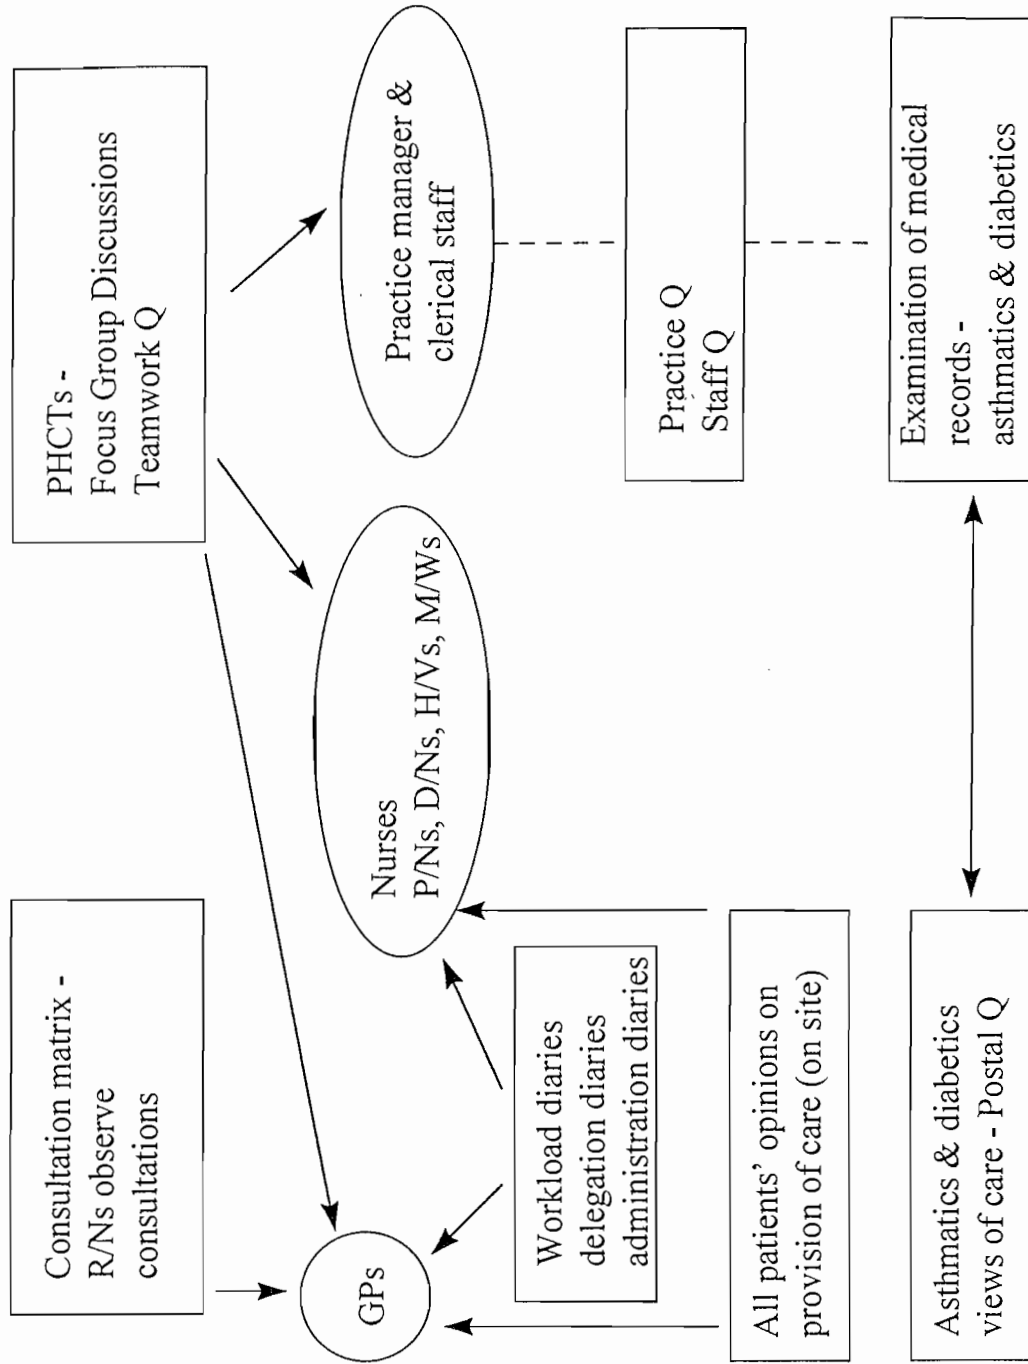 Consultation matrix -
R/Ns observe
consultations
PHCTs -
Focus Group Discussions
Teamwork Q
GPs
Nurses
P/Ns, D/Ns, H/Vs, M/Ws
Practice manager &
clerical staff
Workload diaries
delegation diaries
administration diaries
Practice Q
Staff Q
All patients' opinions on
provision of care (on site)
Asthmatics & diabetics
views of care - Postal Q
Examination of medical
records -
asthmatics & diabetics